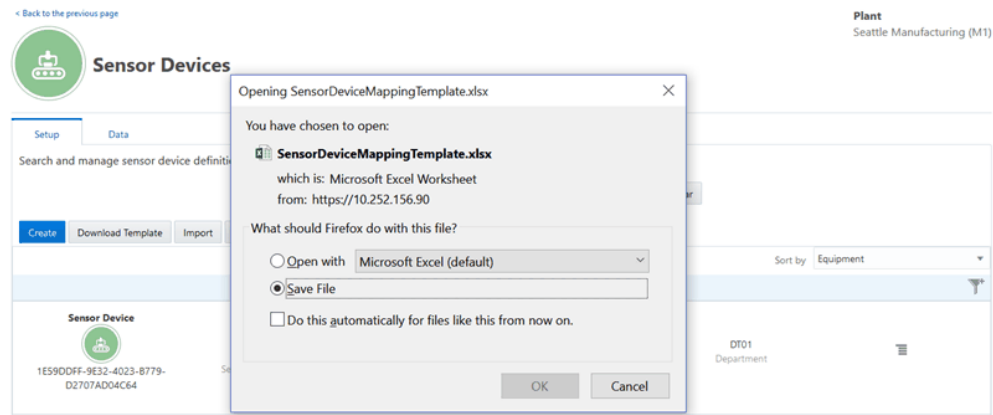 < Back to the previous page
Plant
Seattle Manufacturing (M1)
Sensor Devices
Opening SensorDeviceMappingTemplate.xlsx
Setup
Data
You have chosen to open:
Search and manage sensor device definiti
SensorDeviceMappingTemplate.xlsx
which is: Microsoft Excel Worksheet
from: https://10.252.156.90
Create
Download Template
Import
What should Firefox do with this file?
Open with
Microsoft Excel (default)
Sort by
Equipment
Save File
Do this automatically for files like this from now on.
Sensor Device
1E59DDFF-9E32-4023-B779-
D2707AD04C64
DT01
Department
OK
Cancel